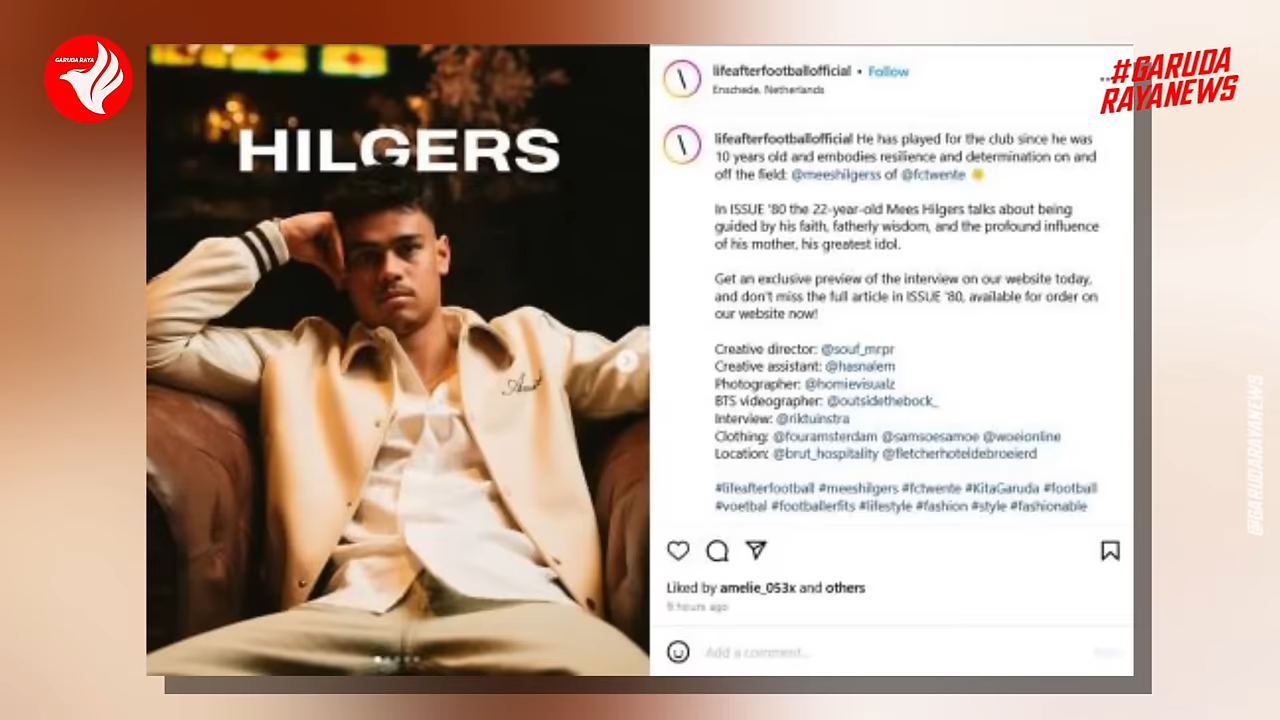 GARUDA RAYA
#GARUDA
RAYANEWS
HILGERS
lifeafterfootballofficial • Follow
Enschede, Netherlands
lifeafterfootballofficial He has played for the club since he was
10 years old and embodies resilience and determination on and
off the field: @meeshilgerss of @fctwente
In ISSUE '80 the 22-year-old Mees Hilgers talks about being
guided by his faith, fatherly wisdom, and the profound influence
of his mother, his greatest idol.
Get an exclusive preview of the interview on our website today,
and don't miss the full article in ISSUE '80, available for order on
our website now!
Creative director: @souf_mrpr
Creative assistant: @hasnalem
Photographer: @homievisualz
BTS videographer: @outsidethebock_
Interview: @riktuinstra
Clothing: @fouramsterdam @samsoesamoe @woeionline
Location: @brut_hospitality @fletcherhoteldebroeierd
#lifeafterfootball #meeshilgers #fctwente #KitaGaruda #football
#voetbal #footballerfits #lifestyle #fashion #style #fashionable
Liked by amelie_053x and others
9 hours ago
Add a comment...
@GARUDARAYANEWS